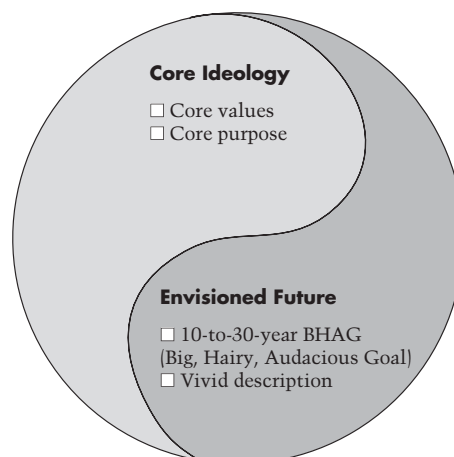 Core Ideology
□ Core values
□ Core purpose
Envisioned Future
□ 10-to-30-year BHAG
(Big, Hairy, Audacious Goal)
□ Vivid description